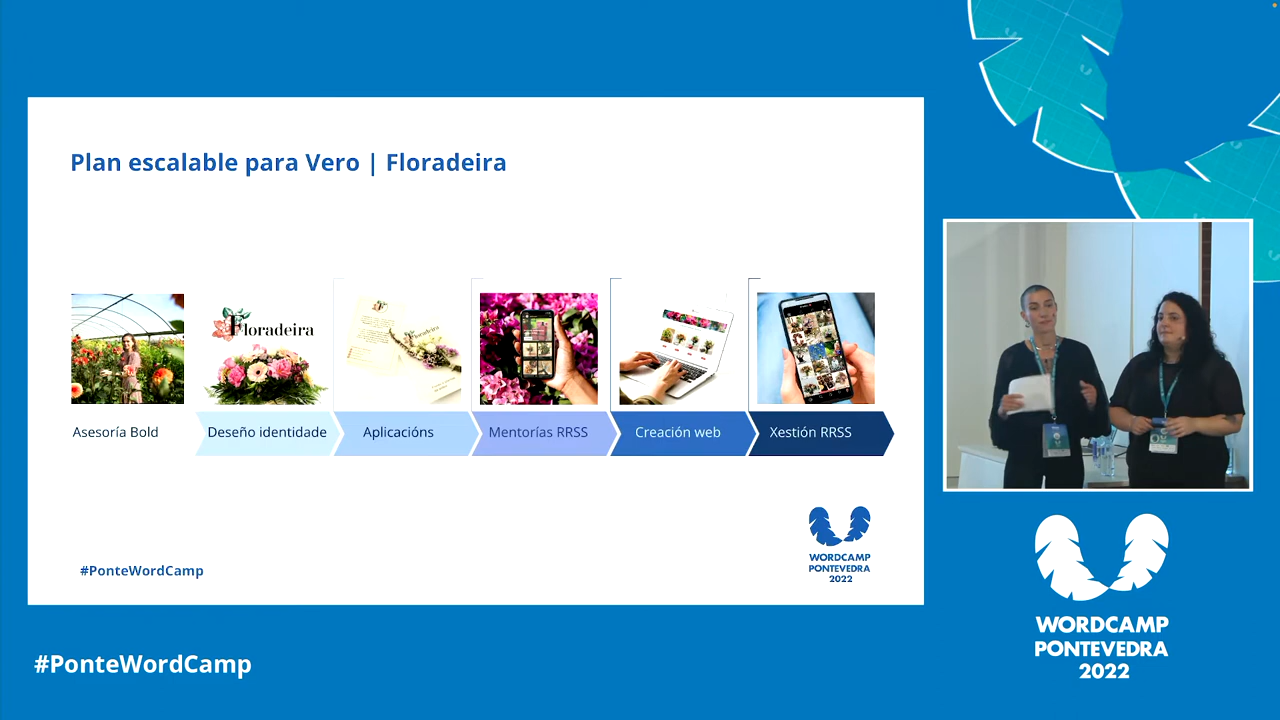 Plan escalable para Vero | Floradeira
Floradeira
Asesoría Bold
Deseño identidade
Aplicacións
Mentorías RRSS
Creación web
Xestión RRSS
WORDCAMP
PONTEVEDRA
2022
#PonteWordCamp
#PonteWordCamp
WORDCAMP
PONTEVEDRA
2022